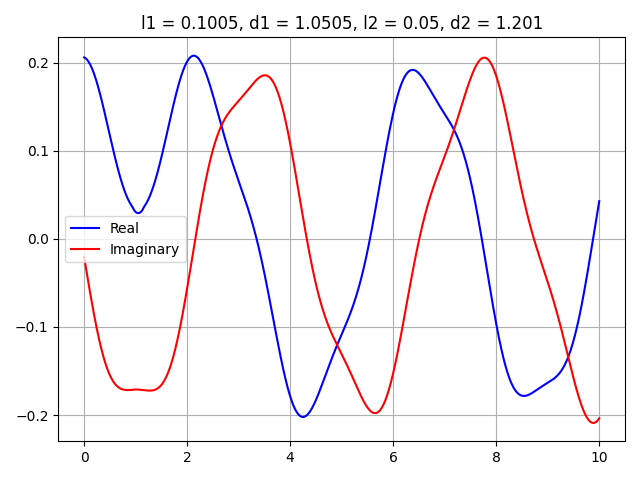 l1 = 0.1005, d1 = 1.0505, l2 = 0.05, d2 = 1.201
0.2
0.1
0.0
−0.1
−0.2
Real
Imaginary
0 2 4 6 8 10